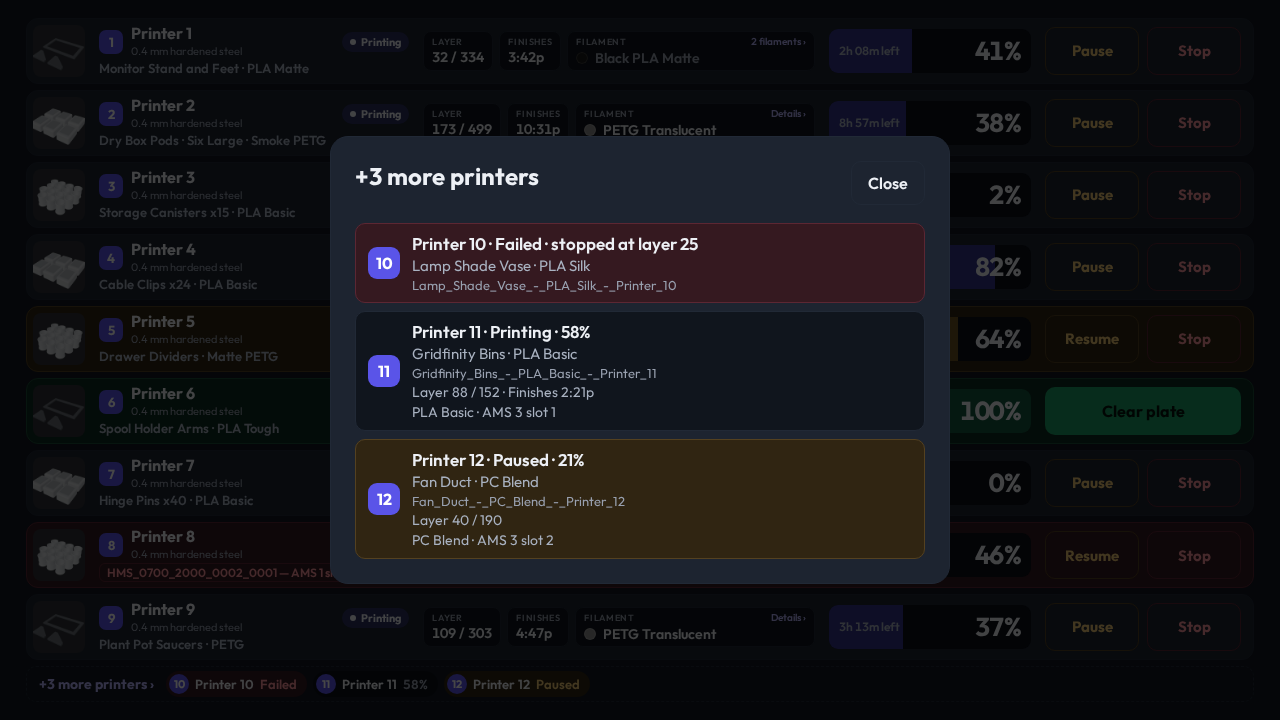 1
Printer 1
0.4 mm hardened steel
Monitor Stand and Feet · PLA Matte
Printing
LAYER
32 / 334
FINISHES
3:42p
FILAMENT
2 filaments ›
Black PLA Matte
2h 08m left
41%
Pause
Stop
2
Printer 2
0.4 mm hardened steel
Dry Box Pods · Six Large · Smoke PETG
Printing
LAYER
173 / 499
FINISHES
10:31p
FILAMENT
Details ›
PETG Translucent
8h 57m left
38%
Pause
Stop
3
Printer 3
0.4 mm hardened steel
Storage Canisters x15 · PLA Basic
2%
Pause
Stop
4
Printer 4
0.4 mm hardened steel
Cable Clips x24 · PLA Basic
82%
Pause
Stop
5
Printer 5
0.4 mm hardened steel
Drawer Dividers · Matte PETG
64%
Resume
Stop
6
Printer 6
0.4 mm hardened steel
Spool Holder Arms · PLA Tough
100%
Clear plate
7
Printer 7
0.4 mm hardened steel
Hinge Pins x40 · PLA Basic
0%
Pause
Stop
8
Printer 8
0.4 mm hardened steel
HMS_0700_2000_0002_0001 — AMS 1
46%
Resume
Stop
9
Printer 9
0.4 mm hardened steel
Plant Pot Saucers · PETG
Printing
LAYER
109 / 303
FINISHES
4:47p
FILAMENT
Details ›
PETG Translucent
3h 13m left
37%
Pause
Stop
+3 more printers ›
10 Printer 10 Failed
11 Printer 11 58%
12 Printer 12 Paused
+3 more printers
Close
10
Printer 10 · Failed · stopped at layer 25
Lamp Shade Vase · PLA Silk
Lamp_Shade_Vase_-_PLA_Silk_-_Printer_10
11
Printer 11 · Printing · 58%
Gridfinity Bins · PLA Basic
Gridfinity_Bins_-_PLA_Basic_-_Printer_11
Layer 88 / 152 · Finishes 2:21p
PLA Basic · AMS 3 slot 1
12
Printer 12 · Paused · 21%
Fan Duct · PC Blend
Fan_Duct_-_PC_Blend_-_Printer_12
Layer 40 / 190
PC Blend · AMS 3 slot 2